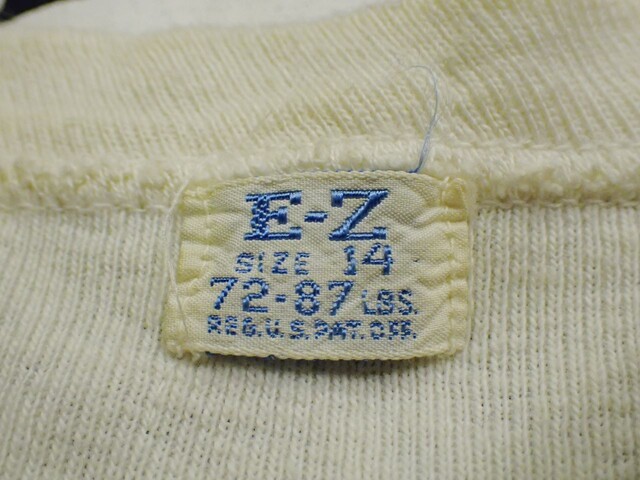 E-Z
SIZE 14
72-87 LBS.
REG. U.S. PAT. OFF.